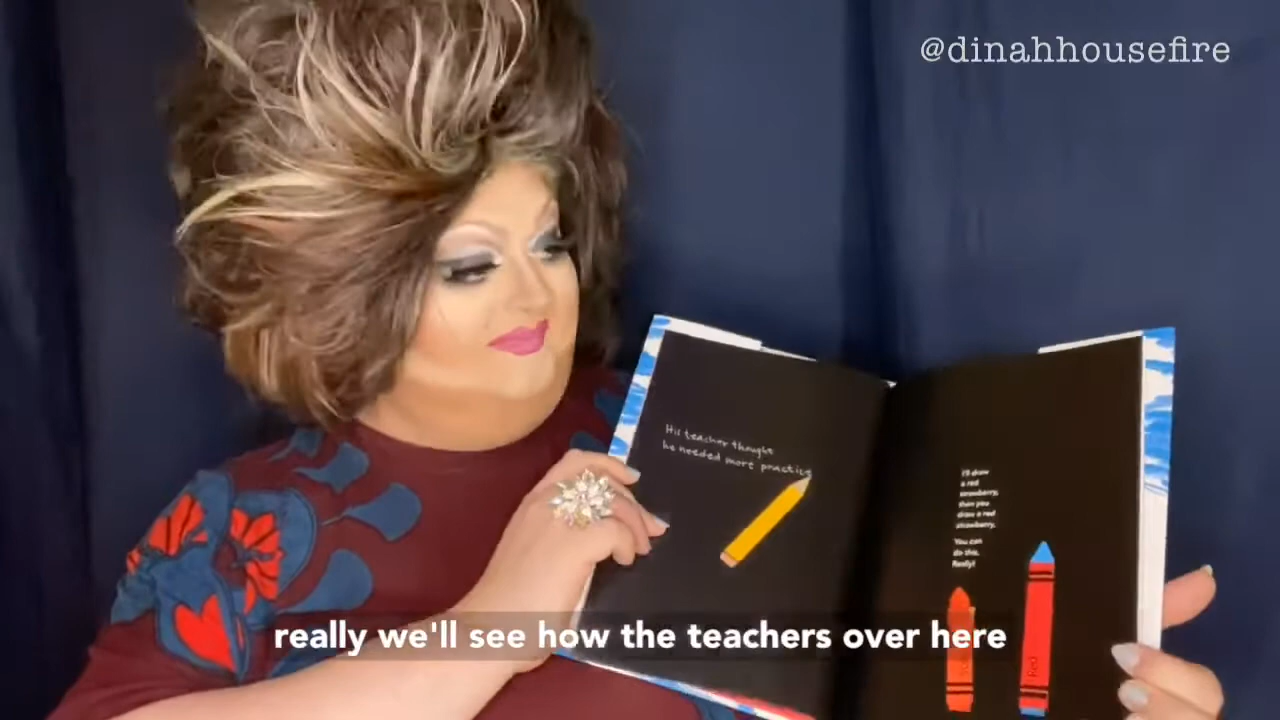 @dinahhousefire
His teacher thought
he needed more practice
I'll draw
a red
strawberry,
then you
draw a red
strawberry.
You can
do this.
Really!
Red
really we'll see how the teachers over here